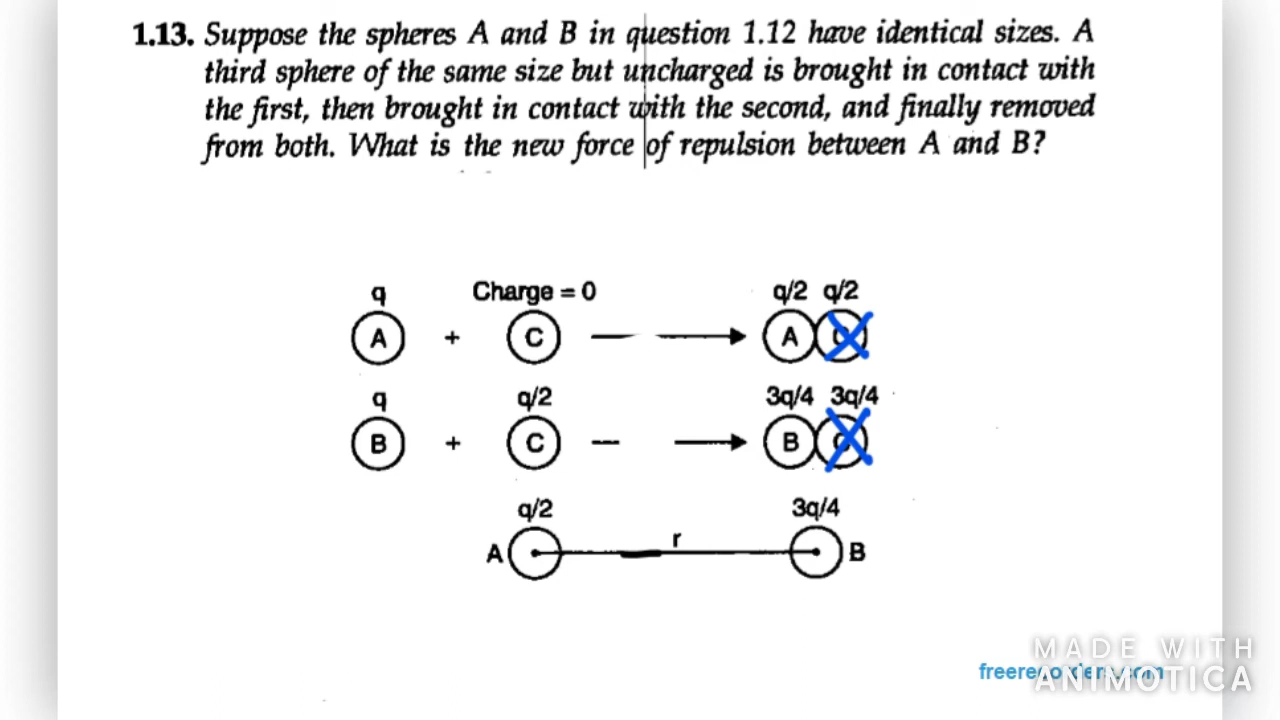 1.13. Suppose the spheres A and B in question 1.12 have identical sizes. A
third sphere of the same size but uncharged is brought in contact with
the first, then brought in contact with the second, and finally removed
from both. What is the new force of repulsion between A and B?
q Charge = 0 q/2 q/2
A + C A
q q/2 3q/4 3q/4
B + C B
q/2 3q/4
A r B
MADE WITH
freerecorders.com
ANIMOTICA